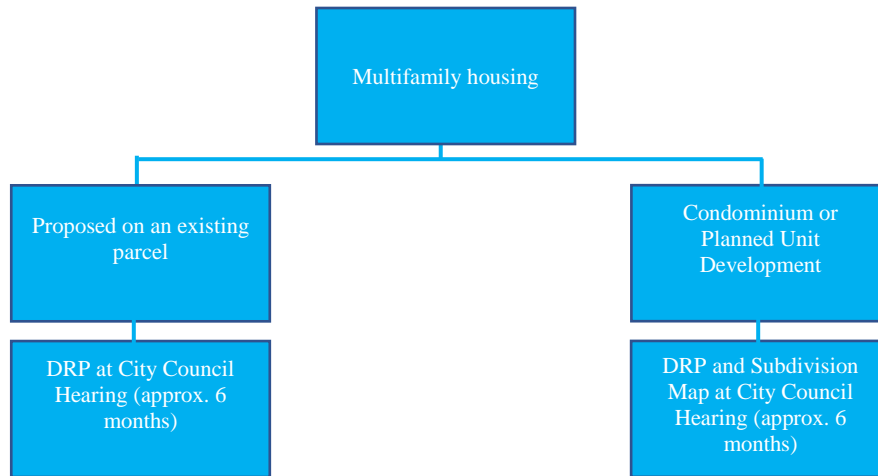 Multifamily housing
Proposed on an existing
parcel
Condominium or
Planned Unit
Development
DRP at City Council
Hearing (approx. 6
months)
DRP and Subdivision
Map at City Council
Hearing (approx. 6
months)